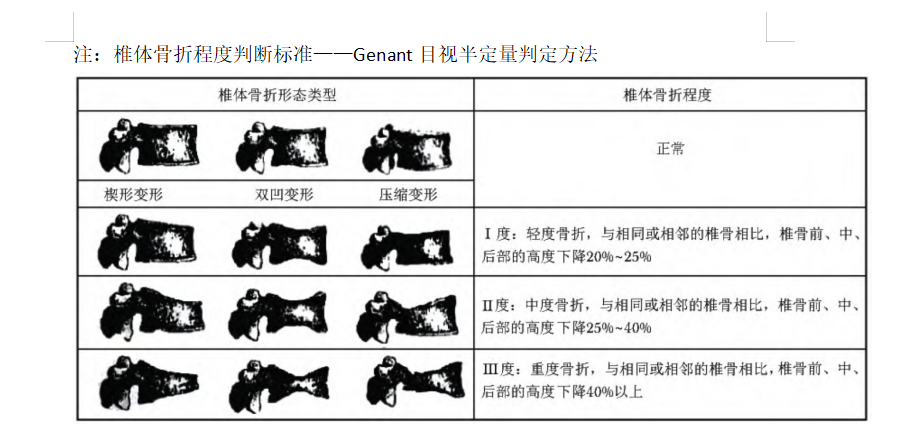 注：椎体骨折程度判断标准——Genant 目视半定量判定方法
椎体骨折形态类型
椎体骨折程度
正常
楔形变形
双凹变形
压缩变形
Ⅰ度：轻度骨折，与相同或相邻的椎骨相比，椎骨前、中、
后部的高度下降20%~25%
Ⅱ度：中度骨折，与相同或相邻的椎骨相比，椎骨前、中、
后部的高度下降25%~40%
Ⅲ度：重度骨折，与相同或相邻的椎骨相比，椎骨前、中、
后部的高度下降40%以上